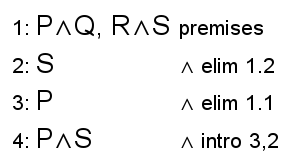 1: P∧Q, R∧S premises
2: S ∧ elim 1.2
3: P ∧ elim 1.1
4: P∧S ∧ intro 3,2